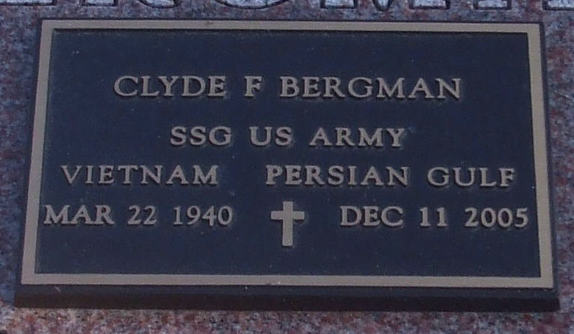 CLYDE F BERGMAN
SSG US ARMY
VIETNAM PERSIAN GULF
MAR 22 1940 DEC 11 2005